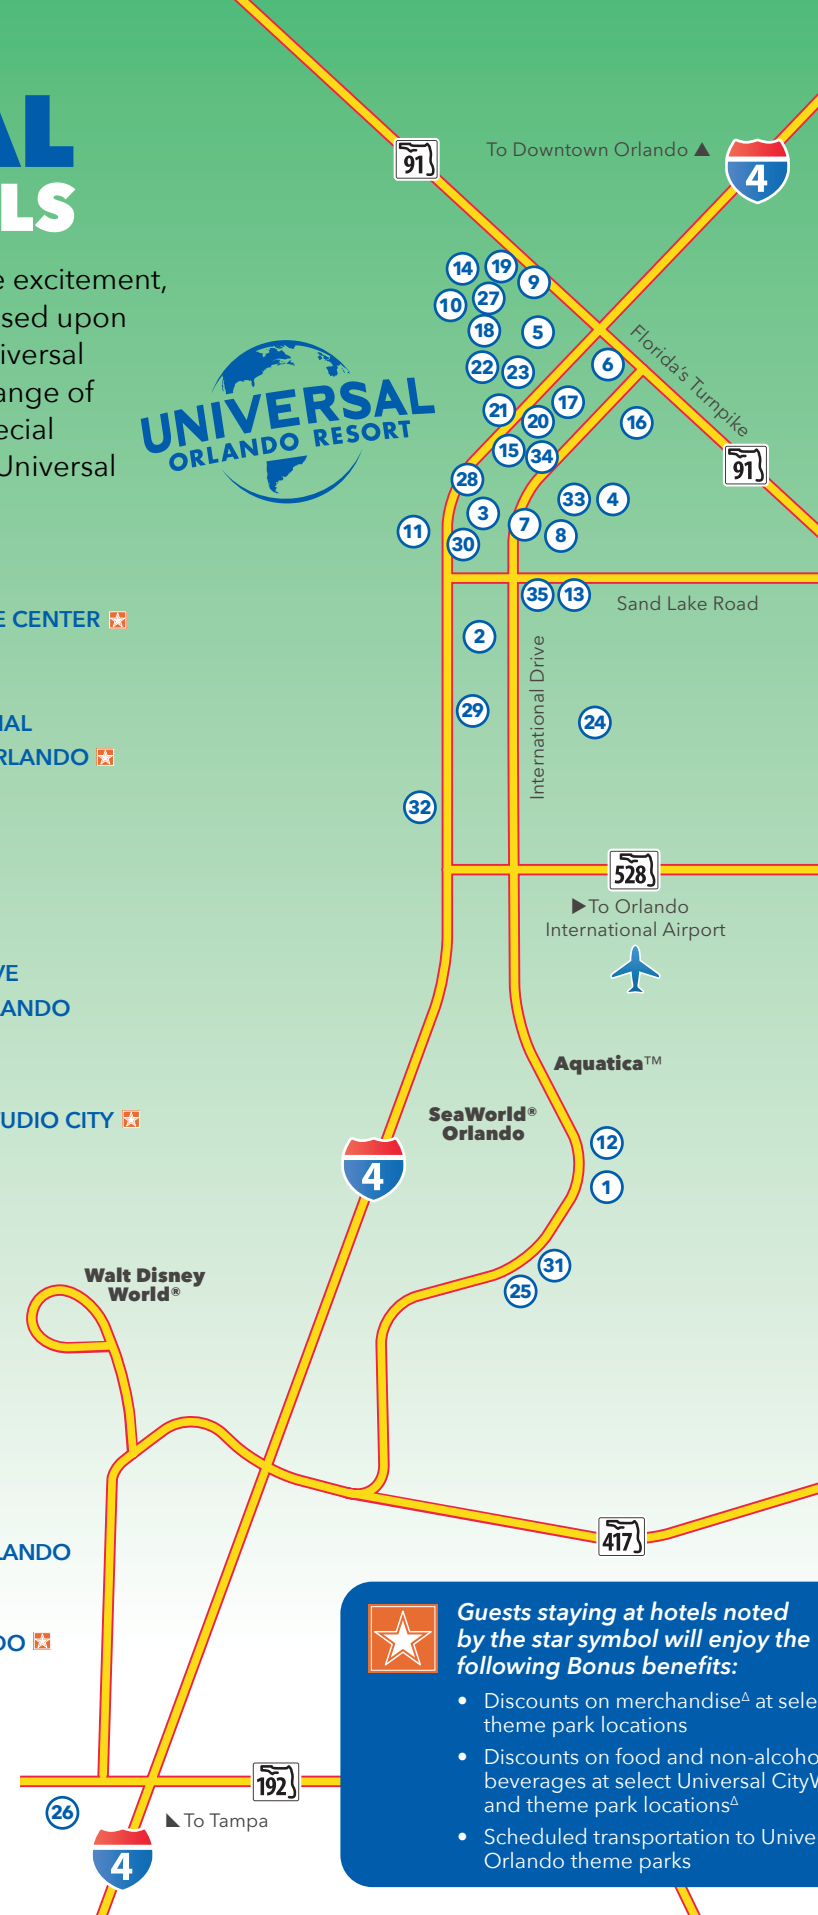 91
To Downtown Orlando ▲
4
AL
LS
14
19
9
10
27
18
5
22
23
6
Florida's Turnpike
21
20
17
16
15
34
28
91
e excitement,
sed upon
iversal
ange of
ecial
Universal
UNIVERSAL
ORLANDO RESORT
3
33
4
11
30
7
8
35
13
Sand Lake Road
E CENTER
2
International Drive
29
24
IAL
RLANDO
32
528
▶To Orlando
International Airport
VE
LANDO
Aquatica™
SeaWorld®
Orlando
TUDIO CITY
12
4
1
31
25
Walt Disney
World®
417
LANDO
DO
Guests staying at hotels noted
by the star symbol will enjoy the
following Bonus benefits:
• Discounts on merchandiseΔ at sele
theme park locations
• Discounts on food and non-alcoho
beverages at select Universal CityW
and theme park locationsΔ
• Scheduled transportation to Unive
Orlando theme parks
192
26
◣ To Tampa
4